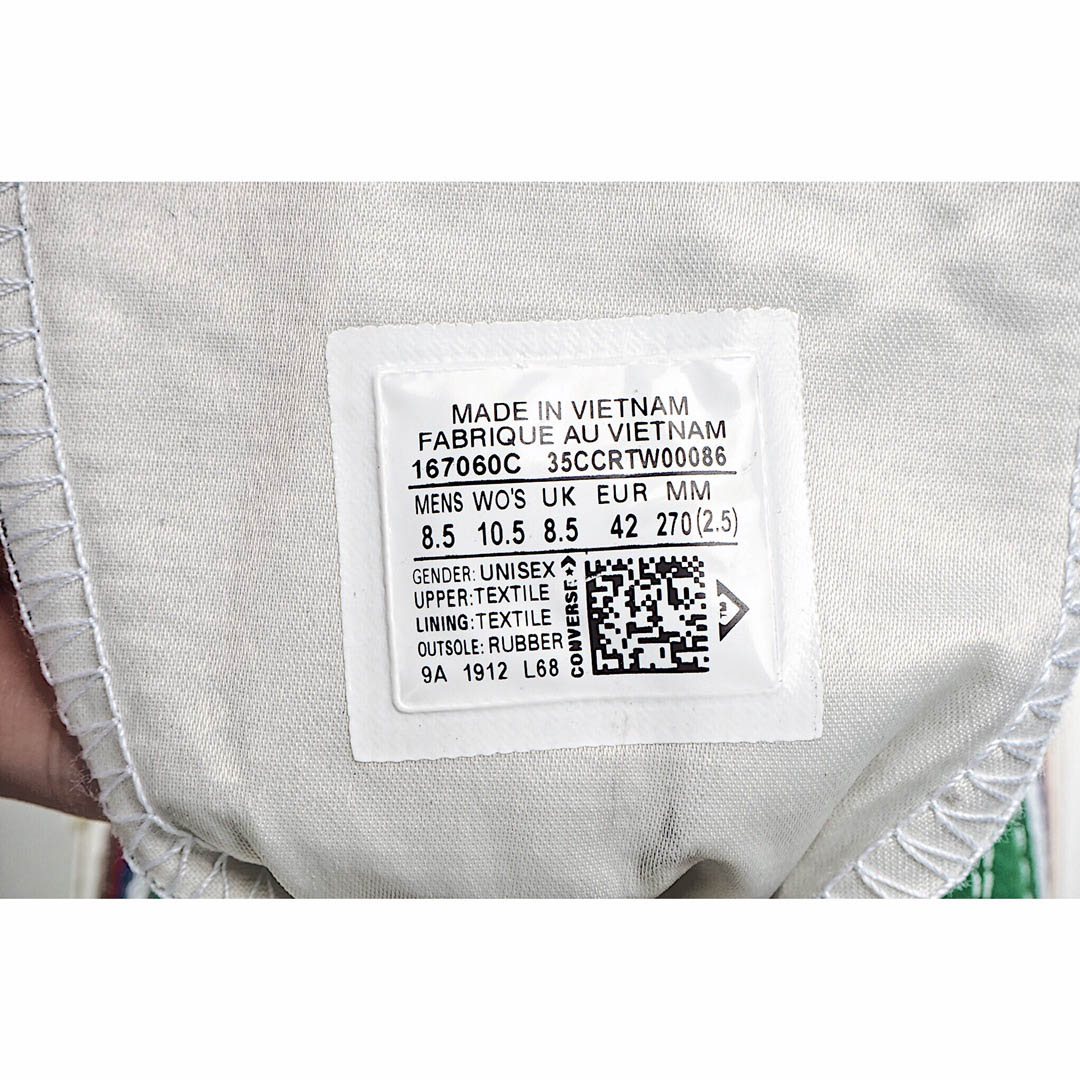 MADE IN VIETNAM
FABRIQUE AU VIETNAM
167060C 35CCRTW00086
MENS WO'S UK EUR MM
8.5 10.5 8.5 42 270(2.5)
GENDER: UNISEX
UPPER:TEXTILE
LINING:TEXTILE
OUTSOLE: RUBBER
9A 1912 L68
CONVERSE
TM